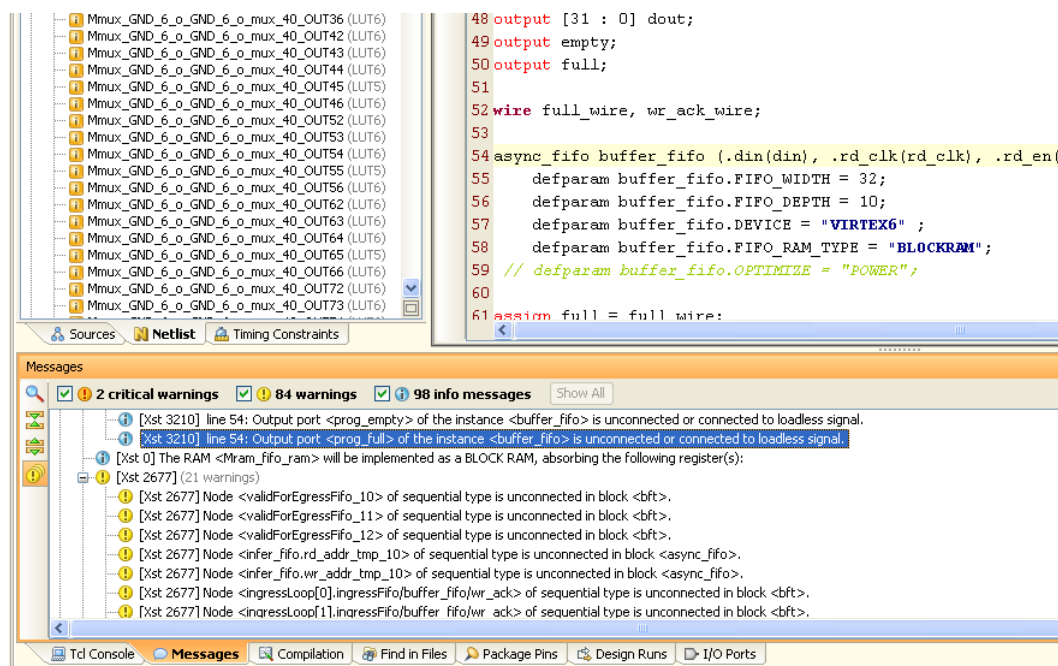 Mmux_GND_6_o_GND_6_o_mux_40_OUT36 (LUT6)
Mmux_GND_6_o_GND_6_o_mux_40_OUT42 (LUT6)
Mmux_GND_6_o_GND_6_o_mux_40_OUT43 (LUT6)
Mmux_GND_6_o_GND_6_o_mux_40_OUT44 (LUT6)
Mmux_GND_6_o_GND_6_o_mux_40_OUT45 (LUT5)
Mmux_GND_6_o_GND_6_o_mux_40_OUT46 (LUT6)
Mmux_GND_6_o_GND_6_o_mux_40_OUT52 (LUT6)
Mmux_GND_6_o_GND_6_o_mux_40_OUT53 (LUT6)
Mmux_GND_6_o_GND_6_o_mux_40_OUT54 (LUT6)
Mmux_GND_6_o_GND_6_o_mux_40_OUT55 (LUT5)
Mmux_GND_6_o_GND_6_o_mux_40_OUT56 (LUT6)
Mmux_GND_6_o_GND_6_o_mux_40_OUT62 (LUT6)
Mmux_GND_6_o_GND_6_o_mux_40_OUT63 (LUT6)
Mmux_GND_6_o_GND_6_o_mux_40_OUT64 (LUT6)
Mmux_GND_6_o_GND_6_o_mux_40_OUT65 (LUT5)
Mmux_GND_6_o_GND_6_o_mux_40_OUT66 (LUT6)
Mmux_GND_6_o_GND_6_o_mux_40_OUT72 (LUT6)
Mmux_GND_6_o_GND_6_o_mux_40_OUT73 (LUT6)
Sources Netlist Timing Constraints
48 output [31 : 0] dout;
49 output empty;
50 output full;
51
52 wire full_wire, wr_ack_wire;
53
54 async_fifo buffer_fifo (.din(din), .rd_clk(rd_clk), .rd_en(
55 defparam buffer_fifo.FIFO_WIDTH = 32;
56 defparam buffer_fifo.FIFO_DEPTH = 10;
57 defparam buffer_fifo.DEVICE = "VIRTEX6" ;
58 defparam buffer_fifo.FIFO_RAM_TYPE = "BLOCKRAM";
59 // defparam buffer_fifo.OPTIMIZE = "POWER";
60
61 assign full = full_wire;
Messages
2 critical warnings 84 warnings 98 info messages Show All
[Xst 3210] line 54: Output port <prog_empty> of the instance <buffer_fifo> is unconnected or connected to loadless signal.
[Xst 3210] line 54: Output port <prog_full> of the instance <buffer_fifo> is unconnected or connected to loadless signal.
[Xst 0] The RAM <Mram_fifo_ram> will be implemented as a BLOCK RAM, absorbing the following register(s):
[Xst 2677] (21 warnings)
[Xst 2677] Node <validForEgressFifo_10> of sequential type is unconnected in block <bft>.
[Xst 2677] Node <validForEgressFifo_11> of sequential type is unconnected in block <bft>.
[Xst 2677] Node <validForEgressFifo_12> of sequential type is unconnected in block <bft>.
[Xst 2677] Node <infer_fifo.rd_addr_tmp_10> of sequential type is unconnected in block <async_fifo>.
[Xst 2677] Node <infer_fifo.wr_addr_tmp_10> of sequential type is unconnected in block <async_fifo>.
[Xst 2677] Node <ingressLoop[0].ingressFifo/buffer_fifo/wr_ack> of sequential type is unconnected in block <bft>.
[Xst 2677] Node <ingressLoop[1].ingressFifo/buffer_fifo/wr_ack> of sequential type is unconnected in block <bft>.
Tcl Console Messages Compilation Find in Files Package Pins Design Runs I/O Ports